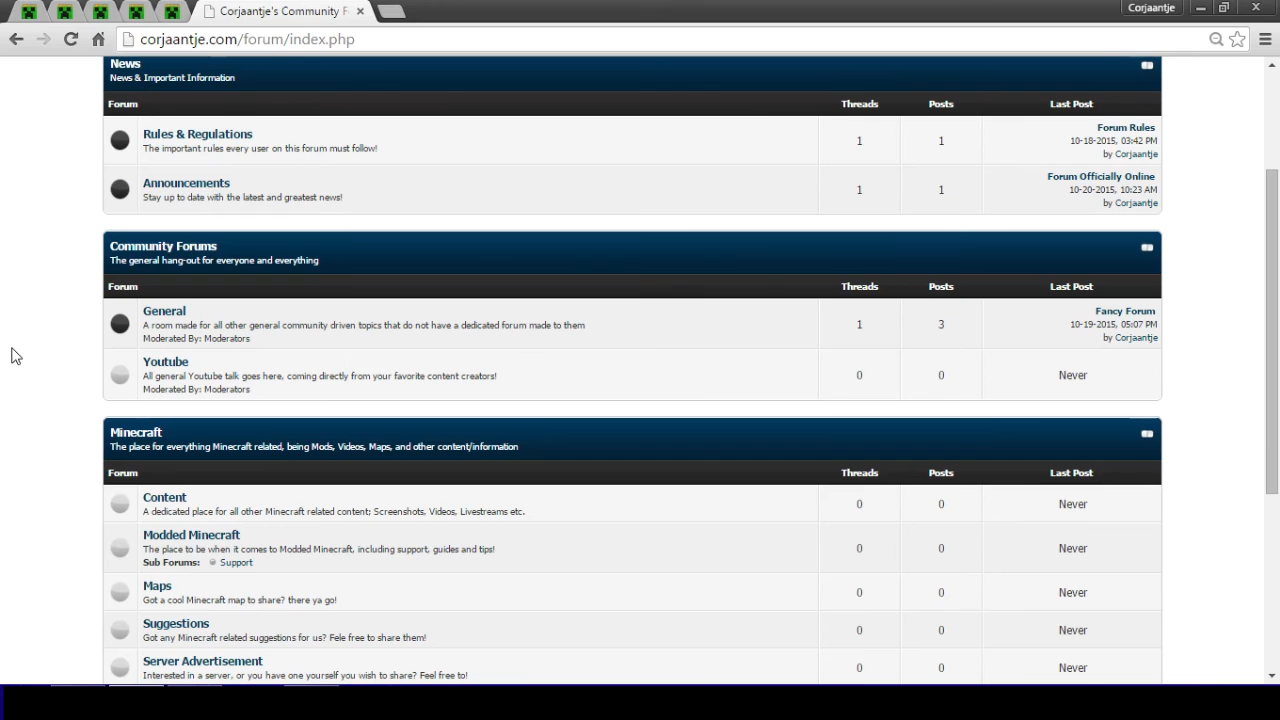 Corjaantje's Community F
Corjaantje
corjaantje.com/forum/index.php
News
News & Important Information
Forum Threads Posts Last Post
Rules & Regulations
The important rules every user on this forum must follow!
1 1
Forum Rules
10-18-2015, 03:42 PM
by Corjaantje
Announcements
Stay up to date with the latest and greatest news!
1 1
Forum Officially Online
10-20-2015, 10:23 AM
by Corjaantje
Community Forums
The general hang-out for everyone and everything
Forum Threads Posts Last Post
General
A room made for all other general community driven topics that do not have a dedicated forum made to them
Moderated By: Moderators
1 3
Fancy Forum
10-19-2015, 05:07 PM
by Corjaantje
Youtube
All general Youtube talk goes here, coming directly from your favorite content creators!
Moderated By: Moderators
0 0 Never
Minecraft
The place for everything Minecraft related, being Mods, Videos, Maps, and other content/information
Forum Threads Posts Last Post
Content
A dedicated place for all other Minecraft related content; Screenshots, Videos, Livestreams etc.
0 0 Never
Modded Minecraft
The place to be when it comes to Modded Minecraft, including support, guides and tips!
Sub Forums: Support
0 0 Never
Maps
Got a cool Minecraft map to share? there ya go!
0 0 Never
Suggestions
Got any Minecraft related suggestions for us? Fele free to share them!
0 0 Never
Server Advertisement
Interested in a server, or you have one yourself you wish to share? Feel free to!
0 0 Never